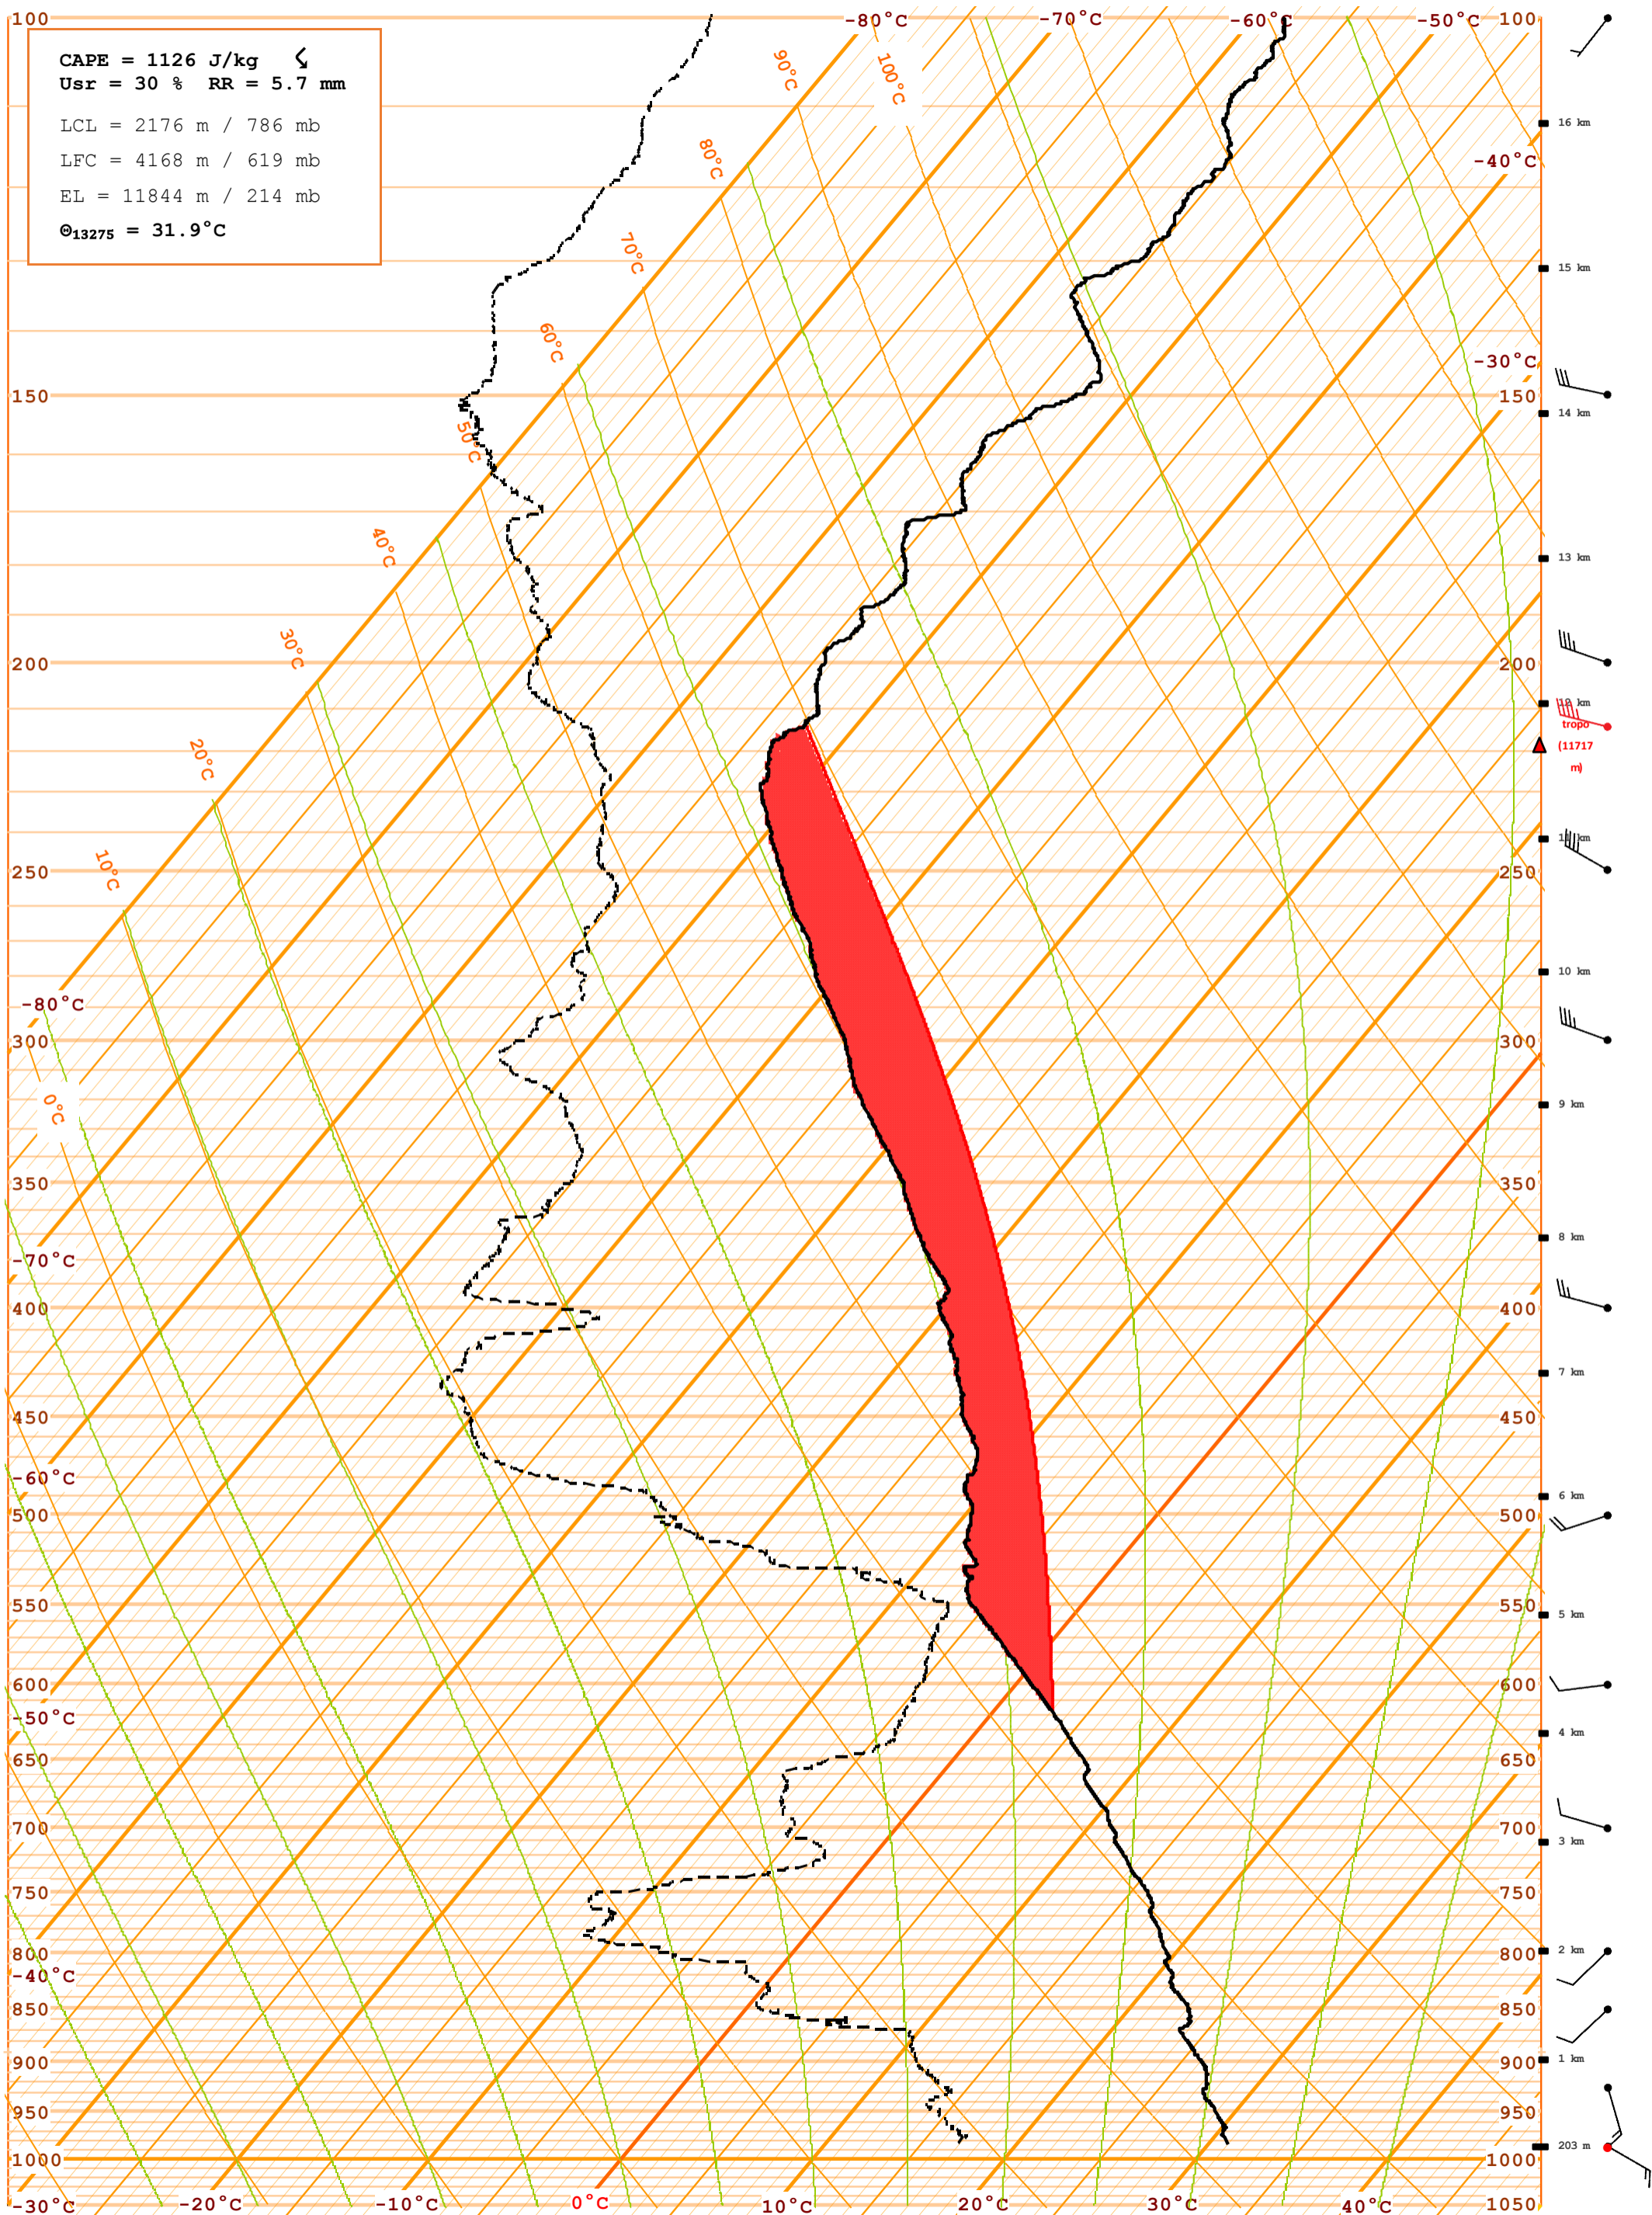 100 -80°C -70°C -60°C -50°C 100
CAPE = 1126 J/kg
Usr = 30 % RR = 5.7 mm
LCL = 2176 m / 786 mb
LFC = 4168 m / 619 mb
EL = 11844 m / 214 mb
Θ13275 = 31.9°C
90°C
100°C
16 km
80°C
-40°C
70°C
15 km
60°C
-30°C
150 150
14 km
50°C
40°C
13 km
30°C
200 200
12 km
tropo
(11717
m)
20°C
11 km
10°C
250 250
10 km
-80°C
300 300
0°C
9 km
350 350
8 km
-70°C
400 400
7 km
450 450
-60°C
6 km
500 500
550 550
5 km
600 600
-50°C
4 km
650 650
700 700
3 km
750 750
800 800
2 km
-40°C
850 850
900 900
1 km
950 950
203 m
1000 1000
-30°C -20°C -10°C 0°C 10°C 20°C 30°C 40°C 1050